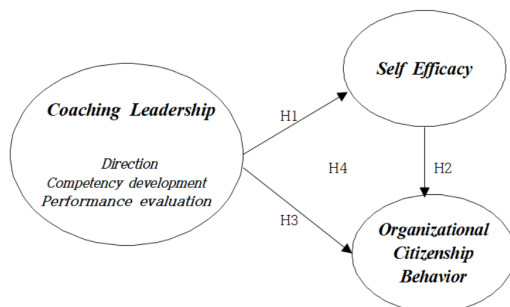 Coaching Leadership
Direction
Competency development
Performance evaluation
H1
Self Efficacy
H4
H2
H3
Organizational
Citizenship
Behavior